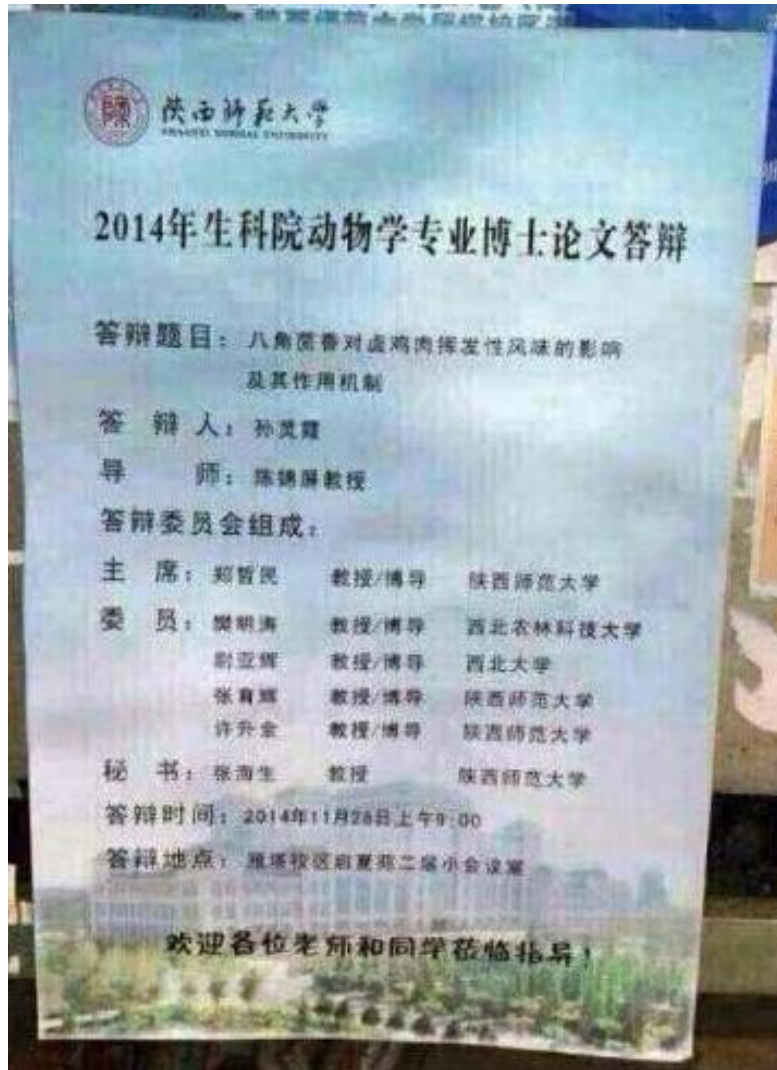 陕西师范大学
SHAANXI NORMAL UNIVERSITY
2014年生科院动物学专业博士论文答辩
答辩题目：八角茴香对卤鸡肉挥发性风味的影响
及其作用机制
答辩人：孙灵霞
导师：陈锦屏教授
答辩委员会组成：
主席：郑哲民 教授/博导 陕西师范大学
委员：樊明涛 教授/博导 西北农林科技大学
尉亚辉 教授/博导 西北大学
张育辉 教授/博导 陕西师范大学
许升全 教授/博导 陕西师范大学
秘书：张海生 教授 陕西师范大学
答辩时间：2014年11月28日上午9:00
答辩地点：雁塔校区启夏苑二层小会议室
欢迎各位老师和同学莅临指导！